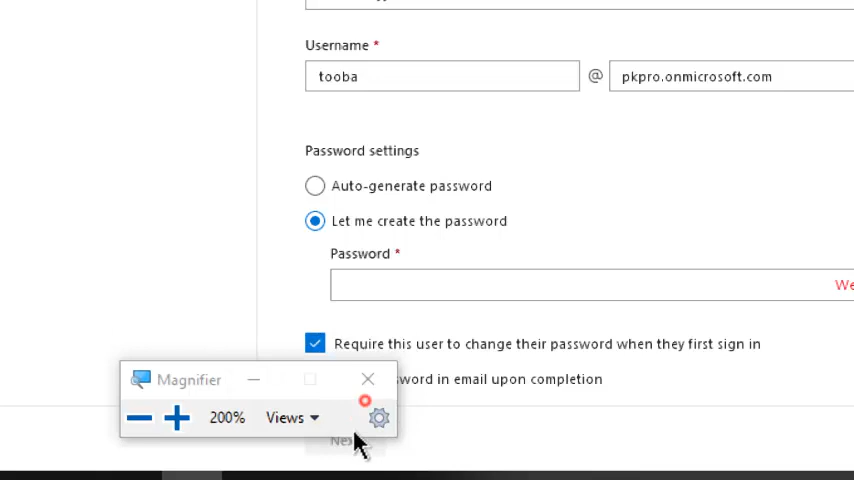 Username *
tooba @ pkpro.onmicrosoft.com
Password settings
Auto-generate password
Let me create the password
Password *
We
Require this user to change their password when they first sign in
Magnifier
sword in email upon completion
200% Views